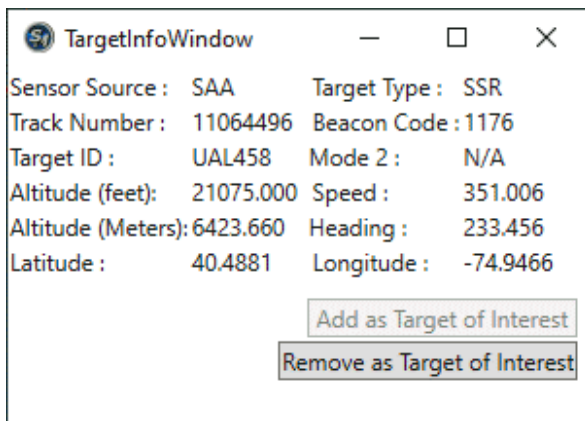 TargetInfoWindow
Sensor Source : SAA Target Type : SSR
Track Number : 11064496 Beacon Code : 1176
Target ID : UAL458 Mode 2 : N/A
Altitude (feet): 21075.000 Speed : 351.006
Altitude (Meters): 6423.660 Heading : 233.456
Latitude : 40.4881 Longitude : -74.9466
Add as Target of Interest
Remove as Target of Interest